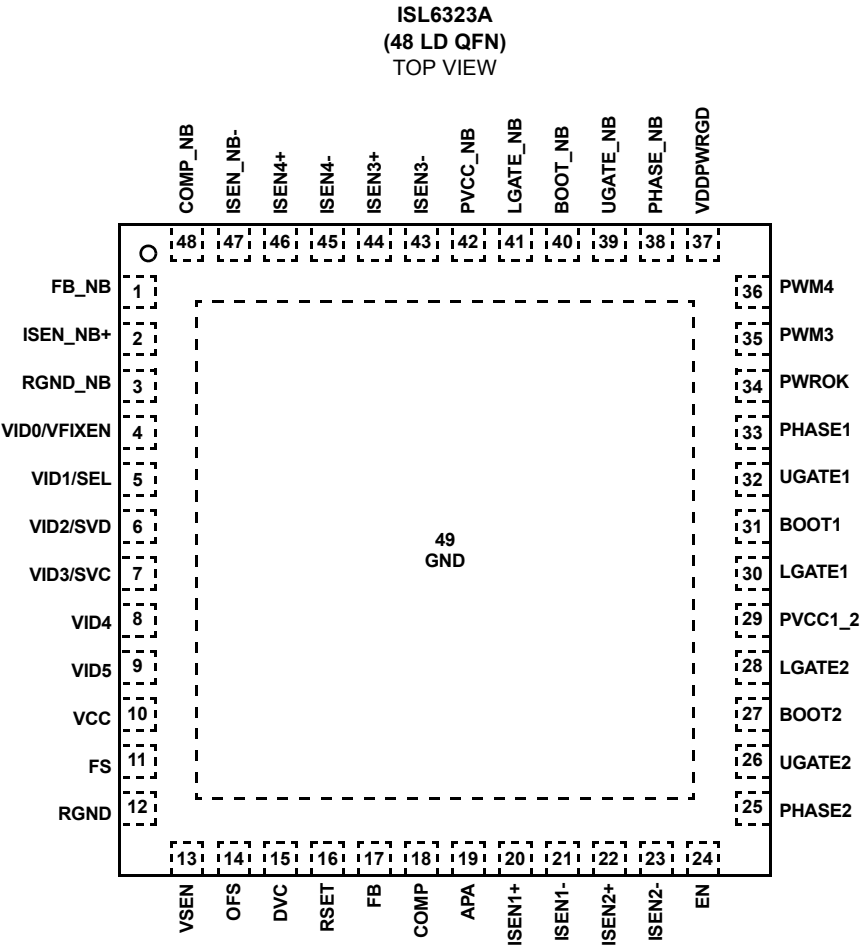 ISL6323A
(48 LD QFN)
TOP VIEW
COMP_NB
ISEN_NB-
ISEN4+
ISEN4-
ISEN3+
ISEN3-
PVCC_NB
LGATE_NB
BOOT_NB
UGATE_NB
PHASE_NB
VDDPWRGD
48 47 46 45 44 43 42 41 40 39 38 37
FB_NB 1
ISEN_NB+ 2
RGND_NB 3
VID0/VFIXEN 4
VID1/SEL 5
VID2/SVD 6
VID3/SVC 7
VID4 8
VID5 9
VCC 10
FS 11
RGND 12
49
GND
36 PWM4
35 PWM3
34 PWROK
33 PHASE1
32 UGATE1
31 BOOT1
30 LGATE1
29 PVCC1_2
28 LGATE2
27 BOOT2
26 UGATE2
25 PHASE2
13 14 15 16 17 18 19 20 21 22 23 24
VSEN
OFS
DVC
RSET
FB
COMP
APA
ISEN1+
ISEN1-
ISEN2+
ISEN2-
EN